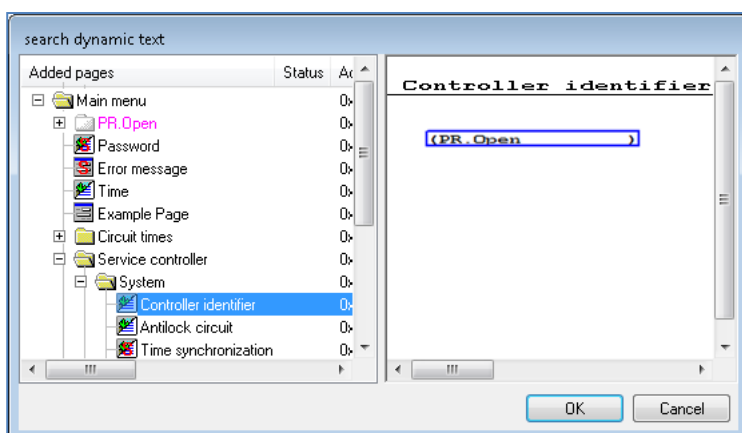 search dynamic text
Added pages Status
Main menu
PR.Open
Password
Error message
Time
Example Page
Circuit times
Service controller
System
Controller identifier
Antilock circuit
Time synchronization
Controller identifier
(PR.Open )
OK Cancel